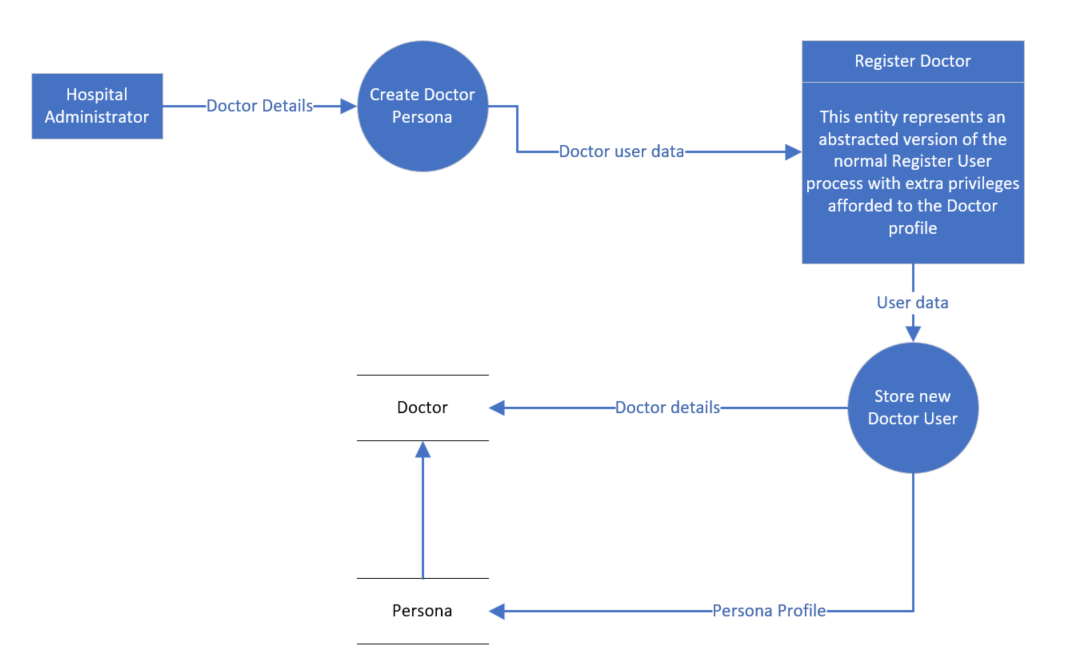 Hospital
Administrator
Doctor Details
Create Doctor
Persona
Doctor user data
Register Doctor
This entity represents an
abstracted version of the
normal Register User
process with extra privileges
afforded to the Doctor
profile
User data
Store new
Doctor User
Doctor details
Doctor
Persona Profile
Persona